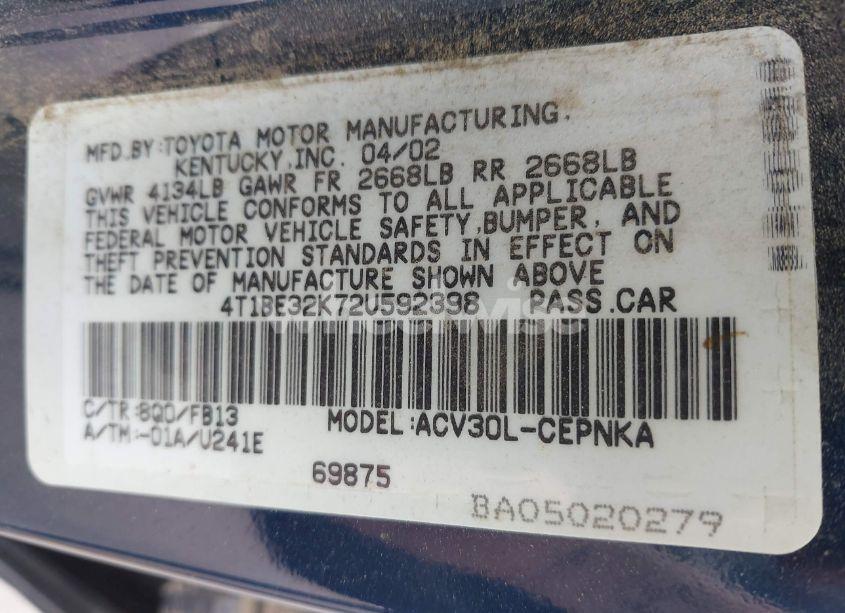 MFD.BY:TOYOTA MOTOR MANUFACTURING.
KENTUCKY,INC. 04/02
GVWR 4134LB GAWR FR 2668LB RR 2668LB
THIS VEHICLE CONFORMS TO ALL APPLICABLE
FEDERAL MOTOR VEHICLE SAFETY,BUMPER, AND
THEFT PREVENTION STANDARDS IN EFFECT ON
THE DATE OF MANUFACTURE SHOWN ABOVE
4T1BE32K72U592398 PASS.CAR
C/TR:8Q0/FB13 MODEL:ACV30L-CEPNKA
A/TM:-01A/U241E
69875
BA05020279